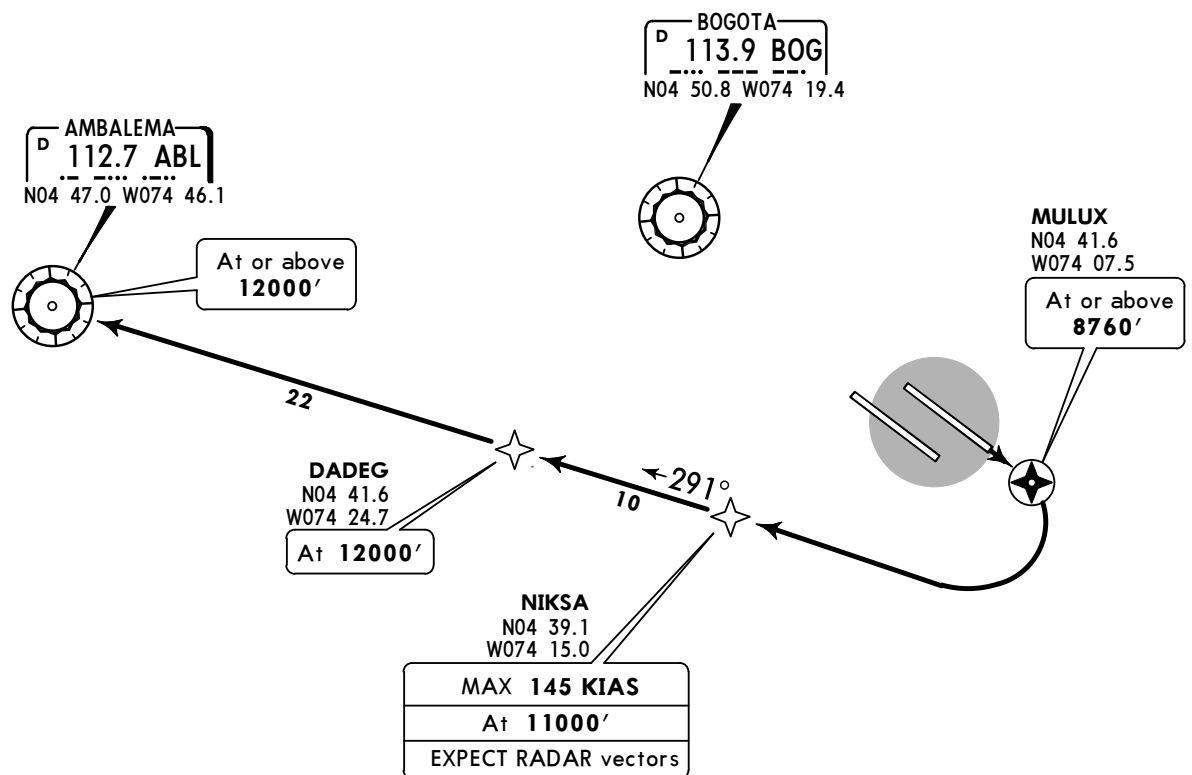 BOGOTA
D 113.9 BOG
N04 50.8 W074 19.4
AMBALEMA
D 112.7 ABL
N04 47.0 W074 46.1
At or above
12000′
MULUX
N04 41.6
W074 07.5
At or above
8760′
22
DADEG
N04 41.6
W074 24.7
At 12000′
291°
10
NIKSA
N04 39.1
W074 15.0
MAX 145 KIAS
At 11000′
EXPECT RADAR vectors